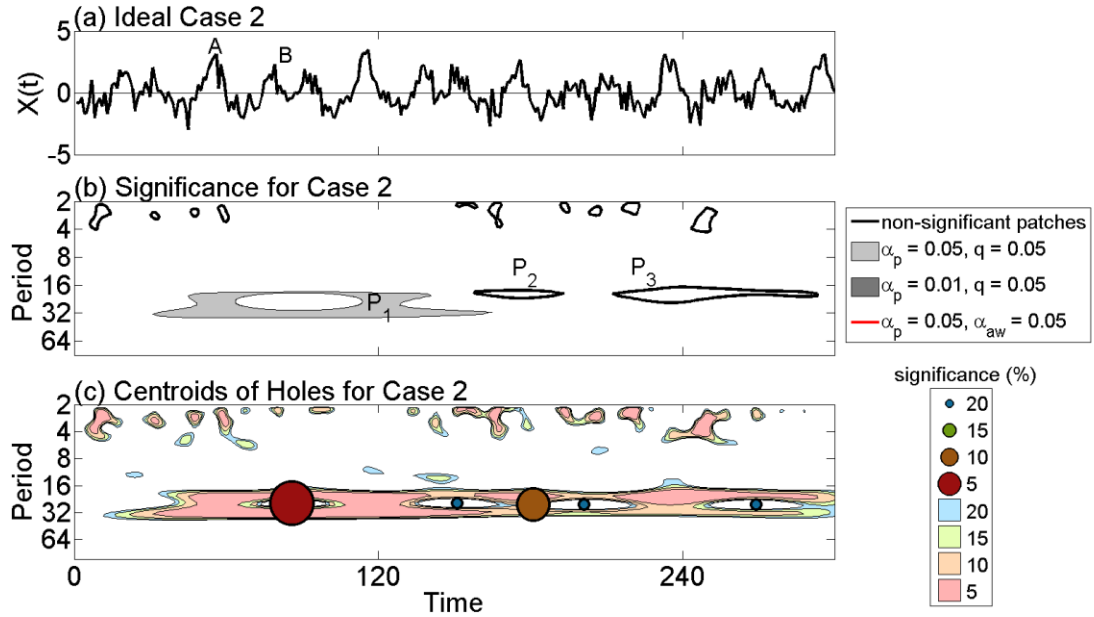 (a) Ideal Case 2
5
0
-5
X(t)
A
B
(b) Significance for Case 2
2
4
8
16
32
64
Period
P1
P2
P3
non-significant patches
αp = 0.05, q = 0.05
αp = 0.01, q = 0.05
αp = 0.05, αaw = 0.05
(c) Centroids of Holes for Case 2
2
4
8
16
32
64
Period
0
120
240
Time
significance (%)
20
15
10
5
20
15
10
5